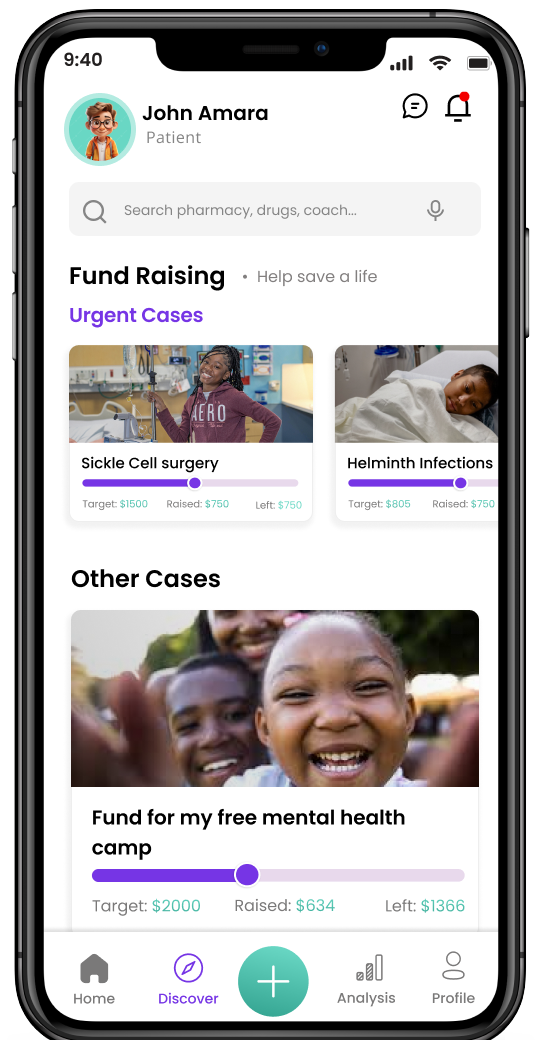 9:40
John Amara
Patient
Search pharmacy, drugs, coach...
Fund Raising • Help save a life
Urgent Cases
AERO
Sickle Cell surgery
Target: $1500 Raised: $750 Left: $750
Helminth Infections
Target: $805 Raised: $750
Other Cases
Fund for my free mental health
camp
Target: $2000 Raised: $634 Left: $1366
Home Discover Analysis Profile